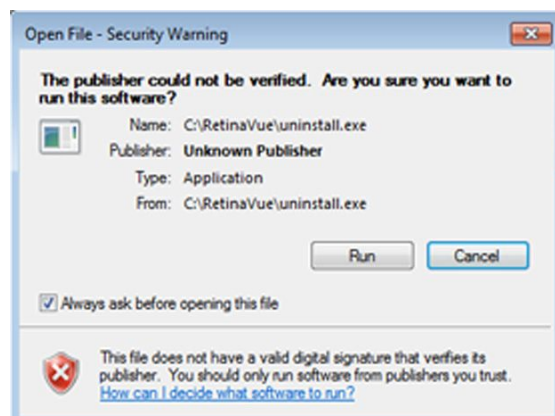 Open File - Security Warning
The publisher could not be verified.  Are you sure you want to
run this software?
Name: C:\RetinaVue\uninstall.exe
Publisher: Unknown Publisher
Type: Application
From: C:\RetinaVue\uninstall.exe
Run Cancel
Always ask before opening this file
This file does not have a valid digital signature that verifies its
publisher.  You should only run software from publishers you trust.
How can I decide what software to run?